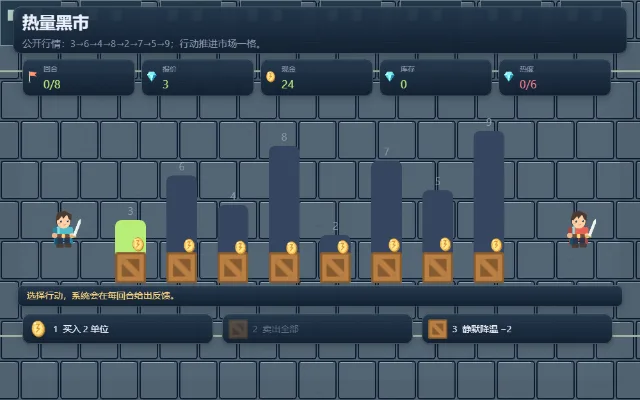 热量黑市
公开行情：3→6→4→8→2→7→5→9；行动推进市场一格。
回合
0/8
报价
3
现金
24
库存
0
热量
0/6
3
6
4
8
2
7
5
9
选择行动，系统会在每回合给出反馈。
1 买入 2 单位
2 卖出全部
3 静默降温 −2